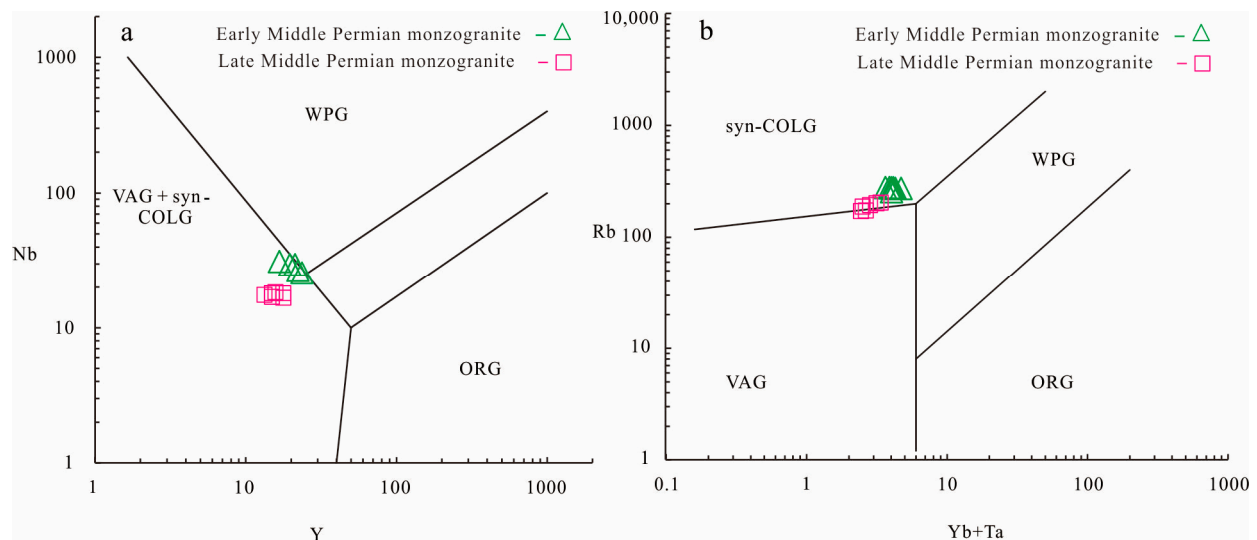 a
Early Middle Permian monzogranite
Late Middle Permian monzogranite
1000
100
10
1
Nb
WPG
VAG + syn-
COLG
ORG
1
10
100
1000
Y
b
Early Middle Permian monzogranite
Late Middle Permian monzogranite
10,000
1000
100
10
1
Rb
syn-COLG
WPG
VAG
ORG
0.1
1
10
100
1000
Yb+Ta